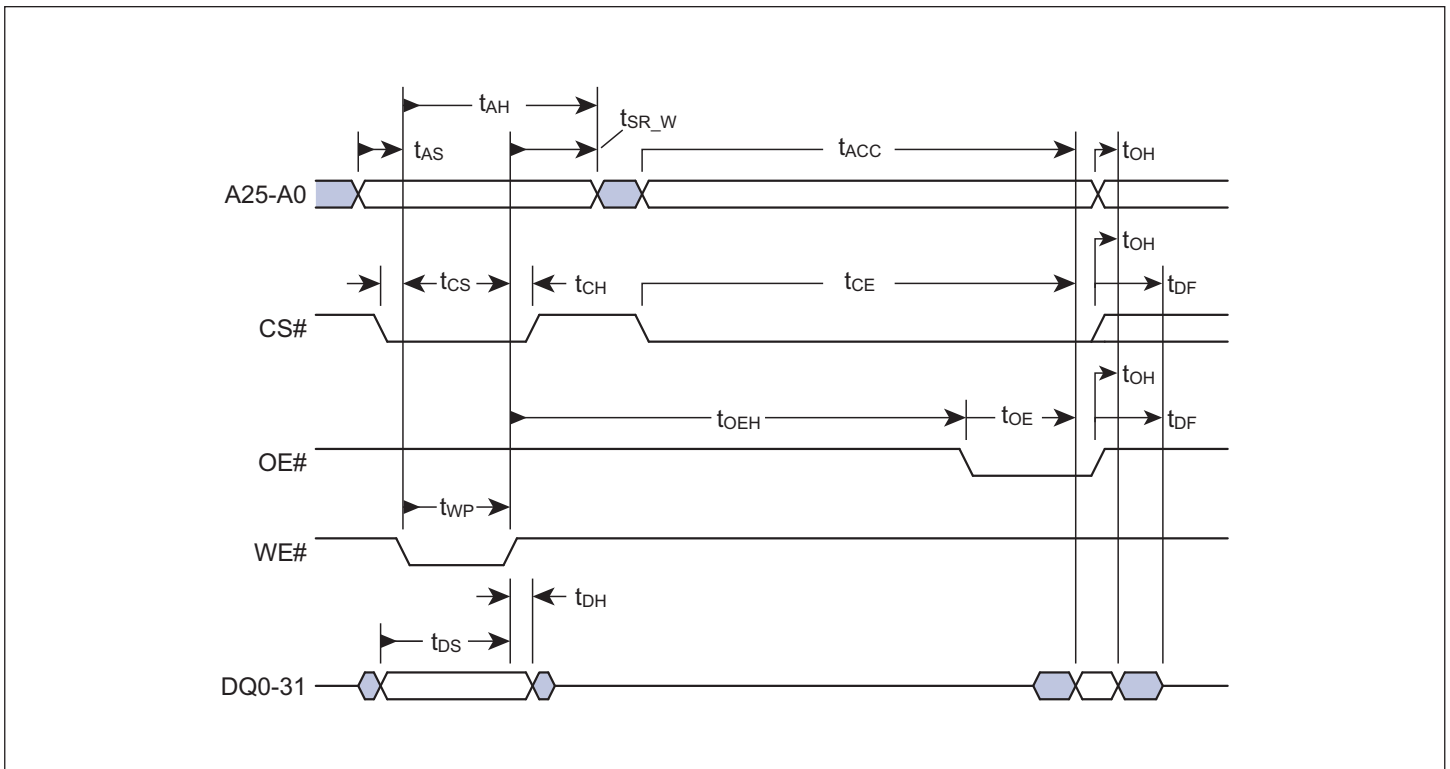 tAH
tSR_W
tAS
tACC
tOH
A25-A0
tOH
tCS
tCH
tCE
tDF
CS#
tOH
tOEH
tOE
tDF
OE#
tWP
WE#
tDH
tDS
DQ0-31